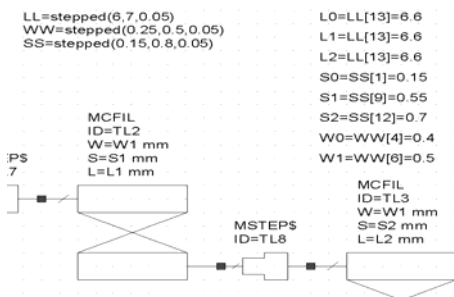 LL=stepped(6,7,0.05)
WW=stepped(0.25,0.5,0.05)
SS=stepped(0.15,0.8,0.05)
L0=LL[13]=6.6
L1=LL[13]=6.6
L2=LL[13]=6.6
S0=SS[1]=0.15
S1=SS[9]=0.55
S2=SS[12]=0.7
W0=WW[4]=0.4
W1=WW[6]=0.5
MCFIL
ID=TL2
W=W1 mm
S=S1 mm
L=L1 mm
EP$
.7
MSTEP$
ID=TL8
MCFIL
ID=TL3
W=W1 mm
S=S2 mm
L=L2 mm